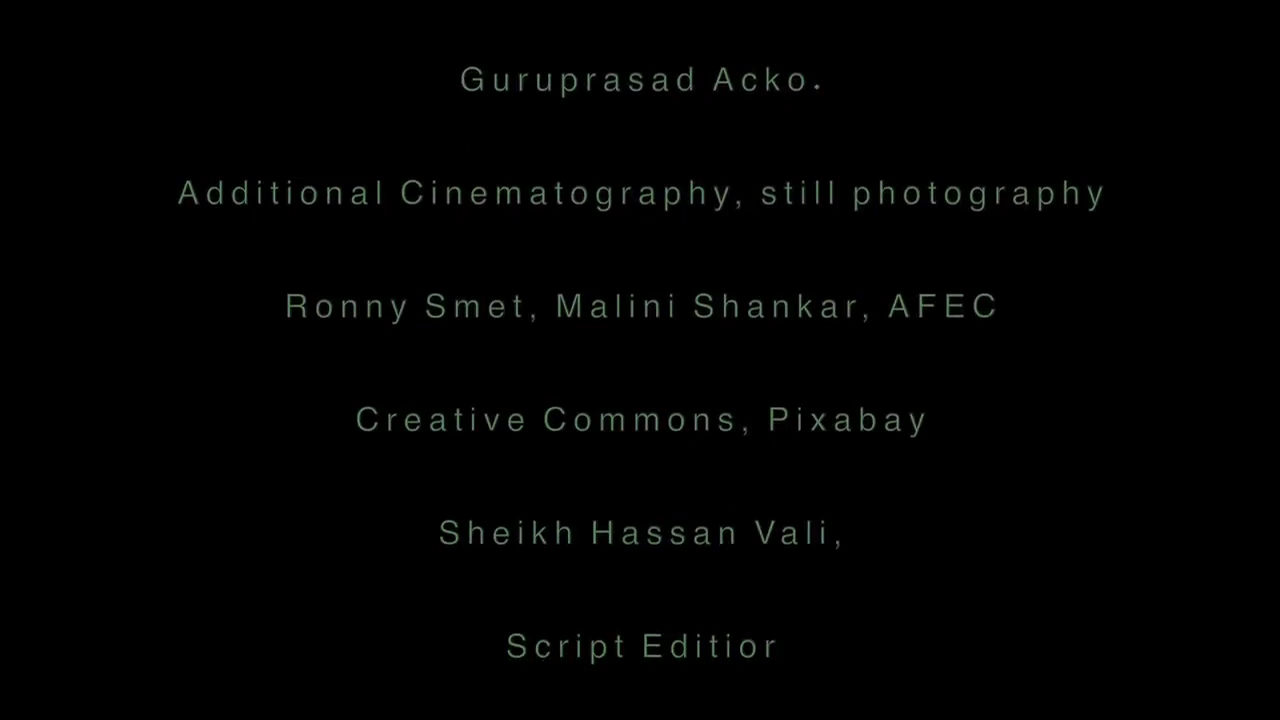 Guruprasad Acko.
Additional Cinematography, still photography
Ronny Smet, Malini Shankar, AFEC
Creative Commons, Pixabay
Sheikh Hassan Vali,
Script Editior